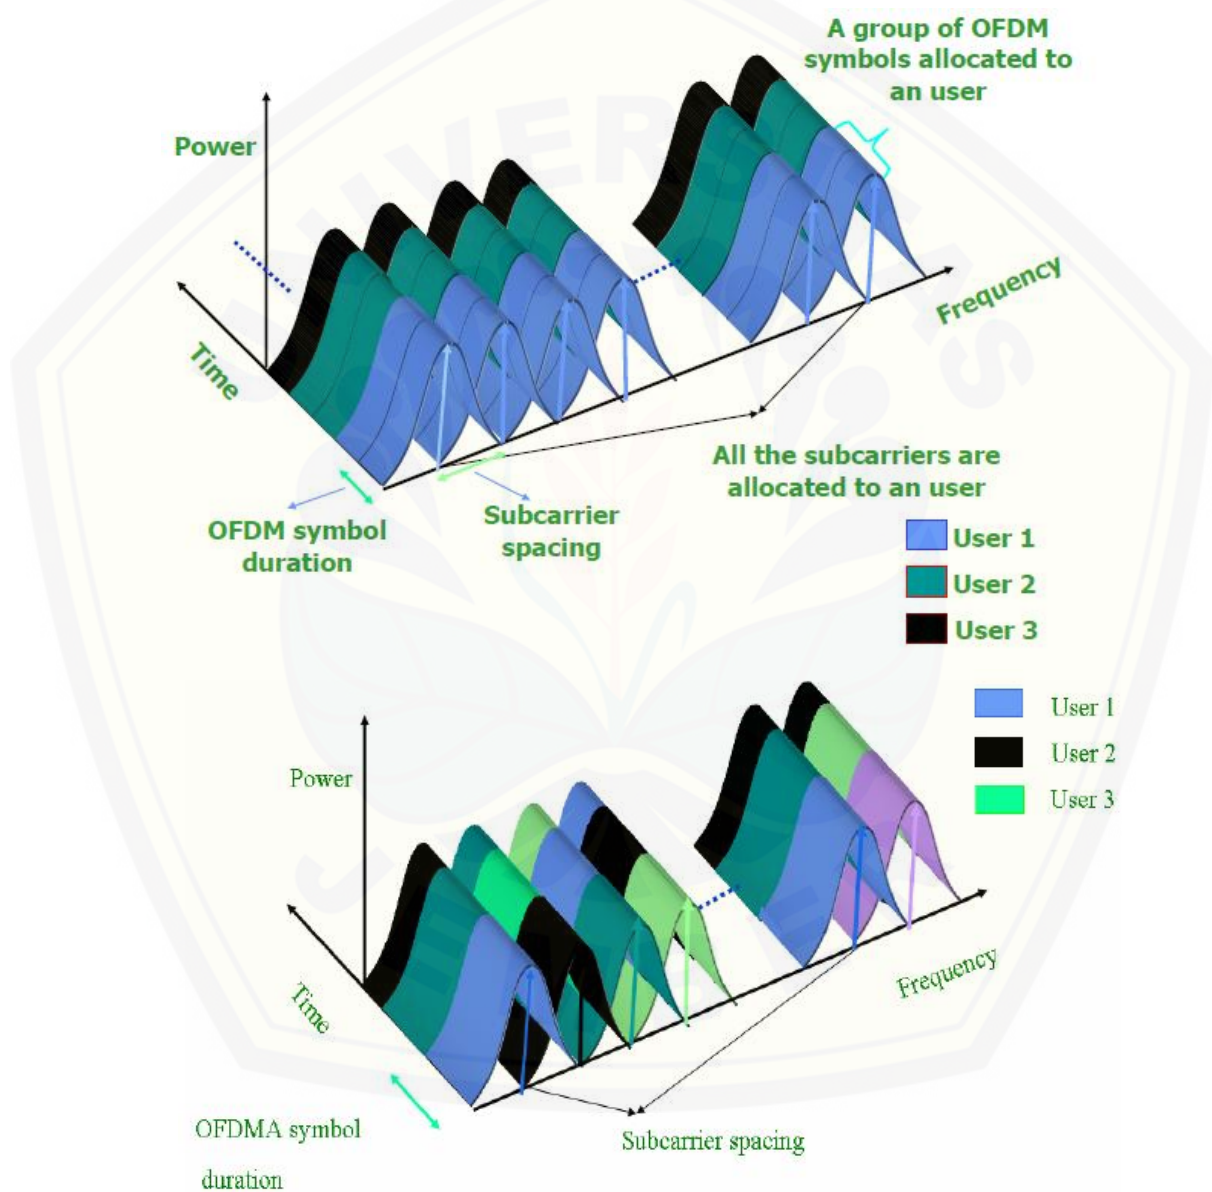 A group of OFDM
symbols allocated to
an user
Power
Frequency
Time
All the subcarriers are
allocated to an user
OFDM symbol
duration
Subcarrier
spacing
User 1
User 2
User 3
User 1
User 2
User 3
Power
Frequency
Time
OFDMA symbol
duration
Subcarrier spacing
UNIVERSITAS
JEMBER